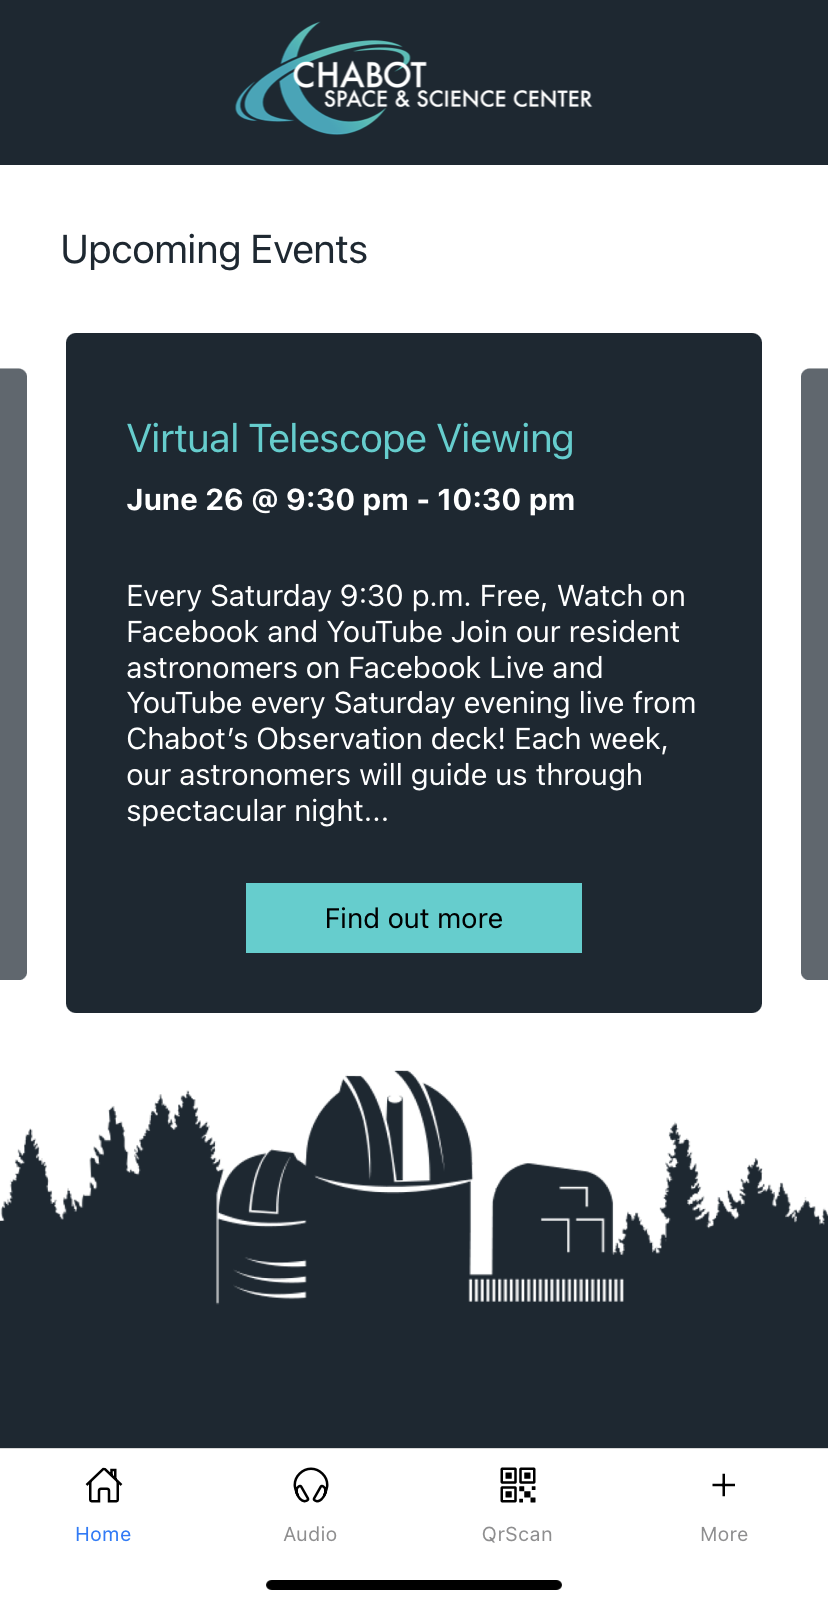 CHABOT
SPACE & SCIENCE CENTER
Upcoming Events
Virtual Telescope Viewing
June 26 @ 9:30 pm - 10:30 pm
Every Saturday 9:30 p.m. Free, Watch on
Facebook and YouTube Join our resident
astronomers on Facebook Live and
YouTube every Saturday evening live from
Chabot’s Observation deck! Each week,
our astronomers will guide us through
spectacular night...
Find out more
Home
Audio
QrScan
More